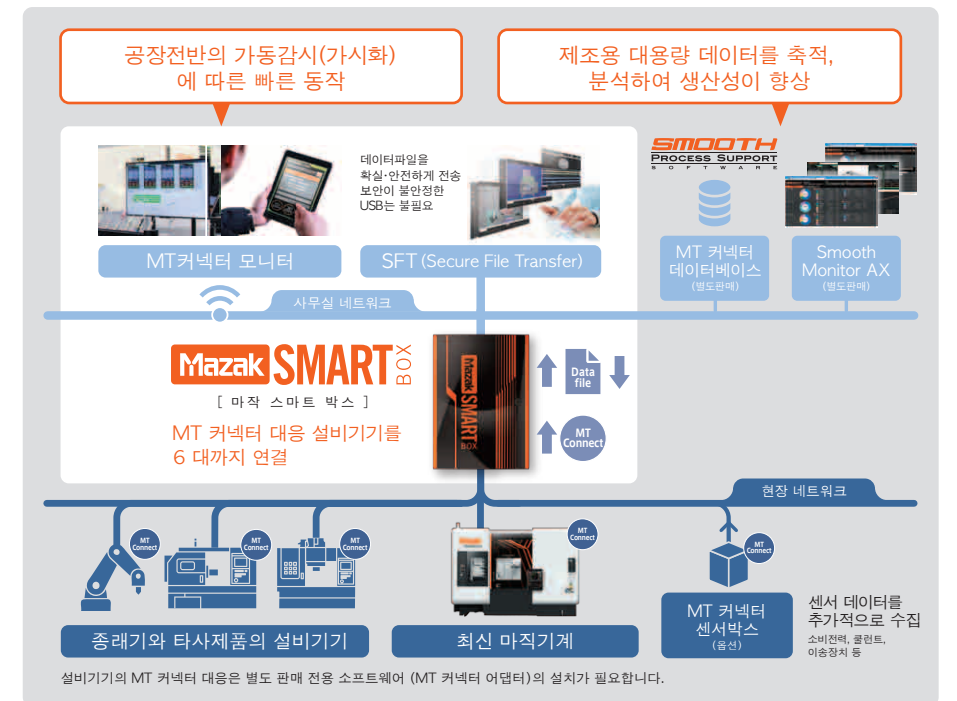 공장전반의 가동감시(가시화)
에 따른 빠른 동작
제조용 대용량 데이터를 축적,
분석하여 생산성이 향상
데이터파일을
확실·안전하게 전송
보안이 불안정한
USB는 불필요
SMOOTH
PROCESS SUPPORT
SOFTWARE
MT커넥터 모니터
SFT (Secure File Transfer)
MT 커넥터
데이터베이스
(별도판매)
Smooth
Monitor AX
(별도판매)
사무실 네트워크
Mazak SMART BOX
[ 마작 스마트 박스 ]
MT 커넥터 대응 설비기기를
6 대까지 연결
Mazak SMART BOX
Data
file
MT
Connect
현장 네트워크
MT
Connect
MT
Connect
MT
Connect
MT
Connect
MT
Connect
종래기와 타사제품의 설비기기
최신 마직기계
MT 커넥터
센서박스
(옵션)
센서 데이터를
추가적으로 수집
소비전력, 쿨런트,
이송장치 등
설비기기의 MT 커넥터 대응은 별도 판매 전용 소프트웨어 (MT 커넥터 어댑터)의 설치가 필요합니다.